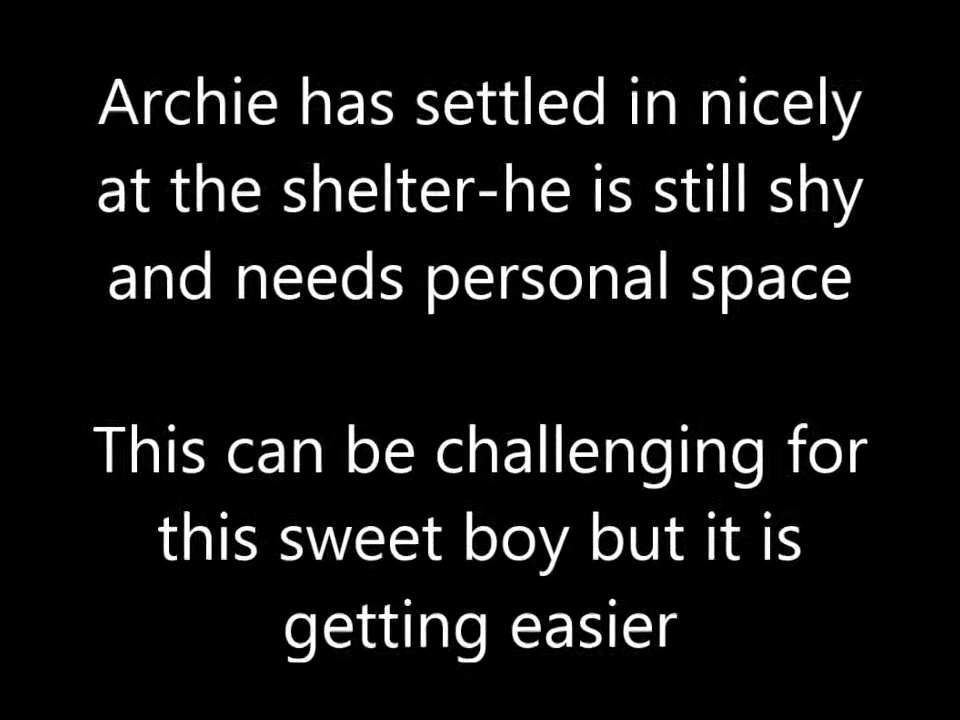 Archie has settled in nicely
at the shelter-he is still shy
and needs personal space
This can be challenging for
this sweet boy but it is
getting easier